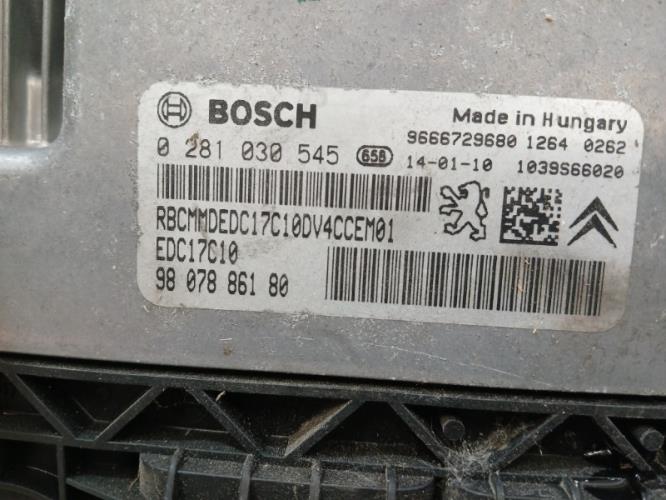 BOSCH
Made in Hungary
9666729680 1264 0262
0 281 030 545 658 14-01-10 1039S66020
RBCMMDEDC17C10DV4CCEM01
EDC17C10
98 078 861 80